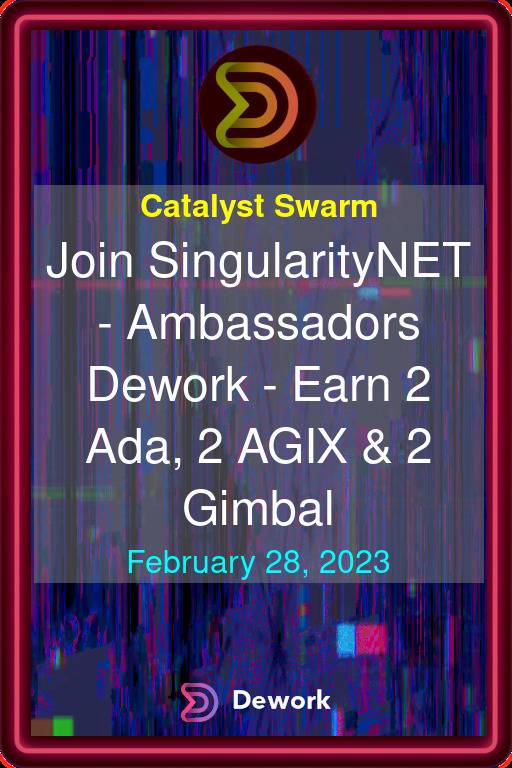 Catalyst Swarm
Join SingularityNET
- Ambassadors
Dework - Earn 2
Ada, 2 AGIX & 2
Gimbal
February 28, 2023
Dework